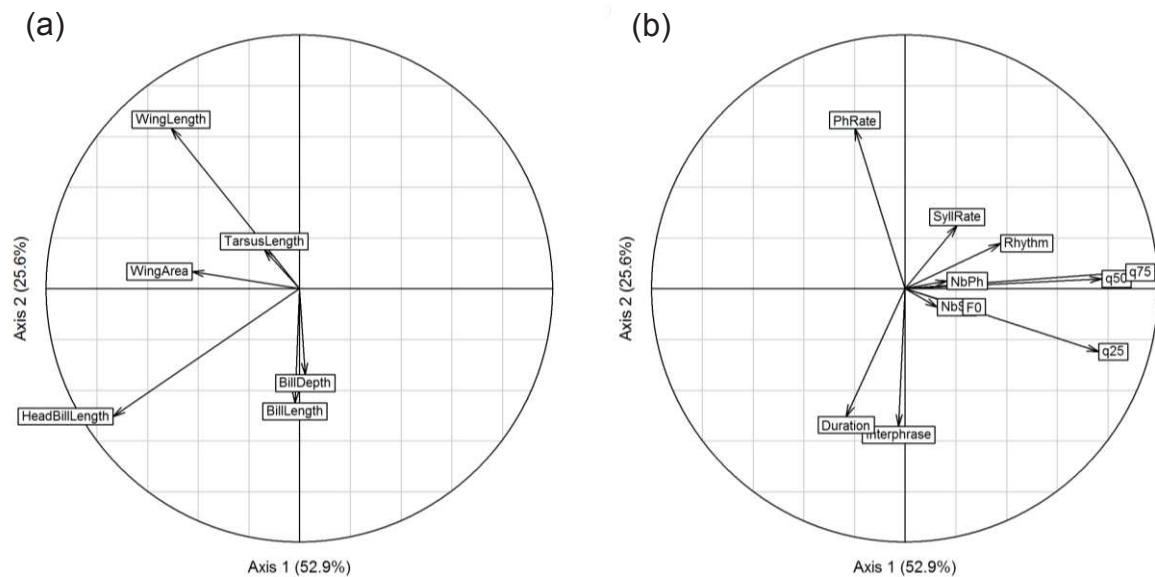 (a)
WingLength
TarsusLength
WingArea
BillDepth
BillLength
HeadBillLength
Axis 2 (25.6%)
Axis 1 (52.9%)
(b)
PhRate
SyllRate
Rhythm
q75
q50
NbPh
F0
q25
Duration
Interphrase
Axis 2 (25.6%)
Axis 1 (52.9%)